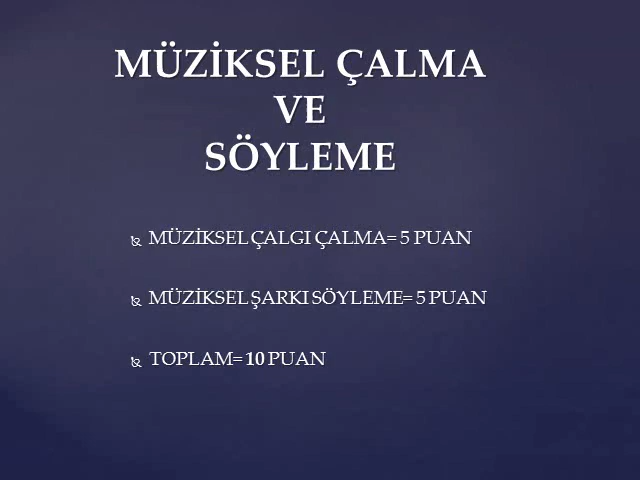 MÜZİKSEL ÇALMA
VE
SÖYLEME
MÜZİKSEL ÇALGI ÇALMA= 5 PUAN
MÜZİKSEL ŞARKI SÖYLEME= 5 PUAN
TOPLAM= 10 PUAN